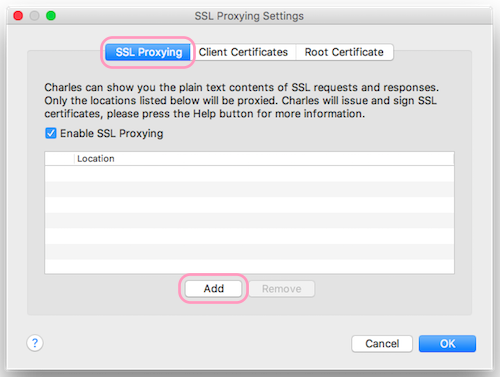 SSL Proxying Settings
SSL Proxying Client Certificates Root Certificate
Charles can show you the plain text contents of SSL requests and responses.
Only the locations listed below will be proxied. Charles will issue and sign SSL
certificates, please press the Help button for more information.
Enable SSL Proxying
Location
Add Remove
? Cancel OK